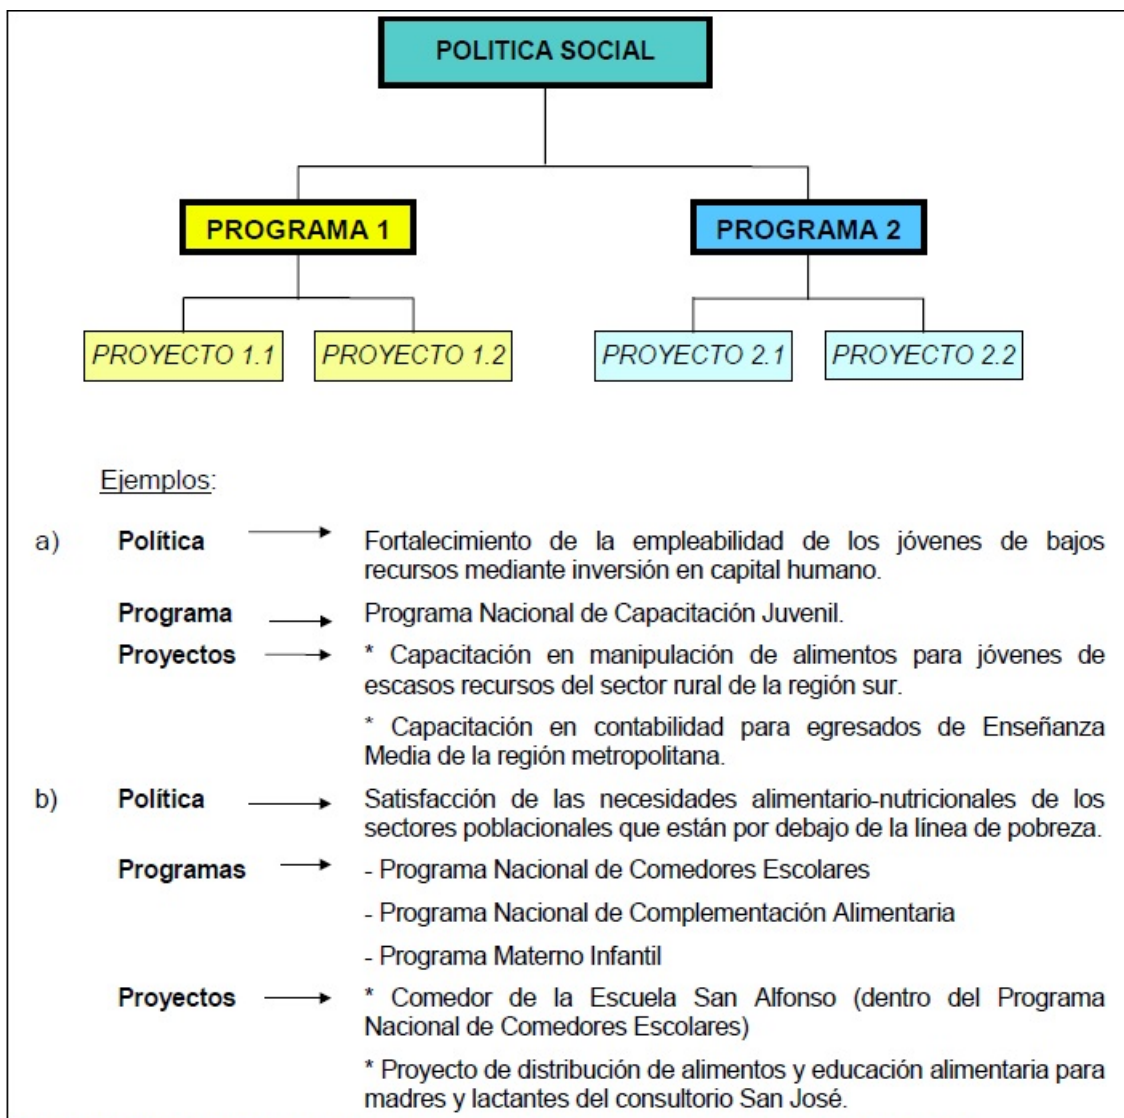 POLITICA SOCIAL
PROGRAMA 1
PROGRAMA 2
PROYECTO 1.1
PROYECTO 1.2
PROYECTO 2.1
PROYECTO 2.2
Ejemplos:
a) Política Fortalecimiento de la empleabilidad de los jóvenes de bajos
recursos mediante inversión en capital humano.
Programa Programa Nacional de Capacitación Juvenil.
Proyectos * Capacitación en manipulación de alimentos para jóvenes de
escasos recursos del sector rural de la región sur.
* Capacitación en contabilidad para egresados de Enseñanza
Media de la región metropolitana.
b) Política Satisfacción de las necesidades alimentario-nutricionales de los
sectores poblacionales que están por debajo de la línea de pobreza.
Programas - Programa Nacional de Comedores Escolares
- Programa Nacional de Complementación Alimentaria
- Programa Materno Infantil
Proyectos * Comedor de la Escuela San Alfonso (dentro del Programa
Nacional de Comedores Escolares)
* Proyecto de distribución de alimentos y educación alimentaria para
madres y lactantes del consultorio San José.